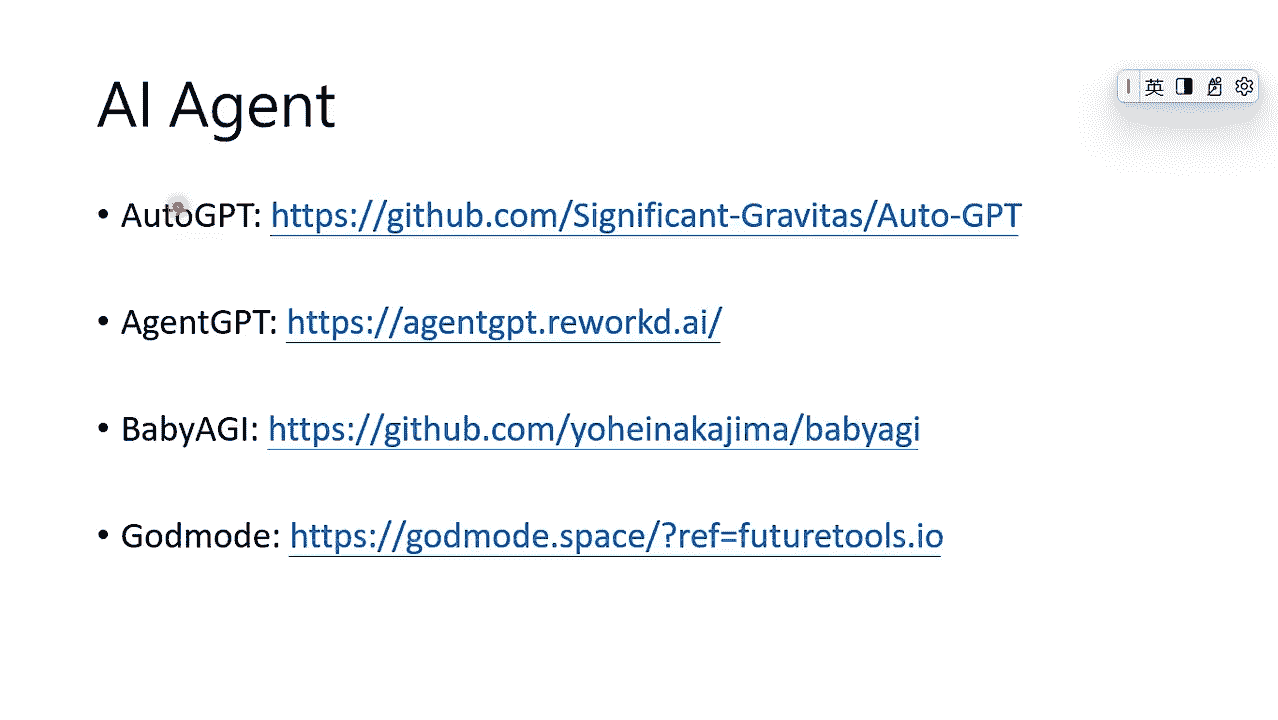 AI Agent
英
• AutoGPT: https://github.com/Significant-Gravitas/Auto-GPT
• AgentGPT: https://agentgpt.reworkd.ai/
• BabyAGI: https://github.com/yoheinakajima/babyagi
• Godmode: https://godmode.space/?ref=futuretools.io